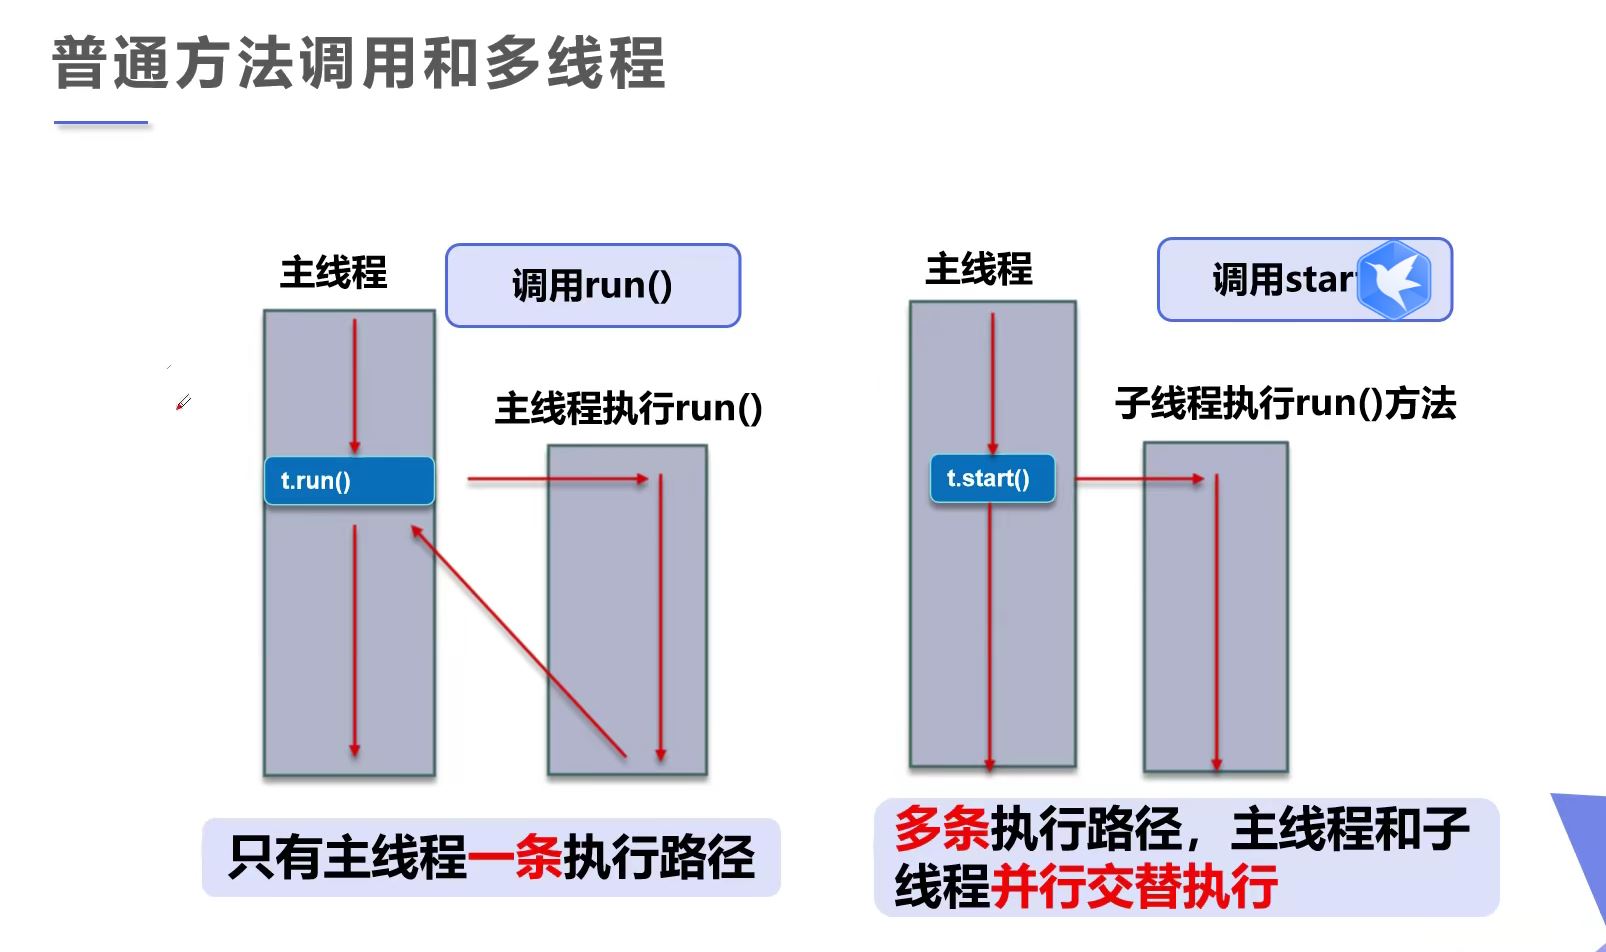 普通方法调用和多线程
主线程
调用run()
主线程执行run()
t.run()
只有主线程一条执行路径
主线程
调用star
子线程执行run()方法
t.start()
多条执行路径，主线程和子
线程并行交替执行